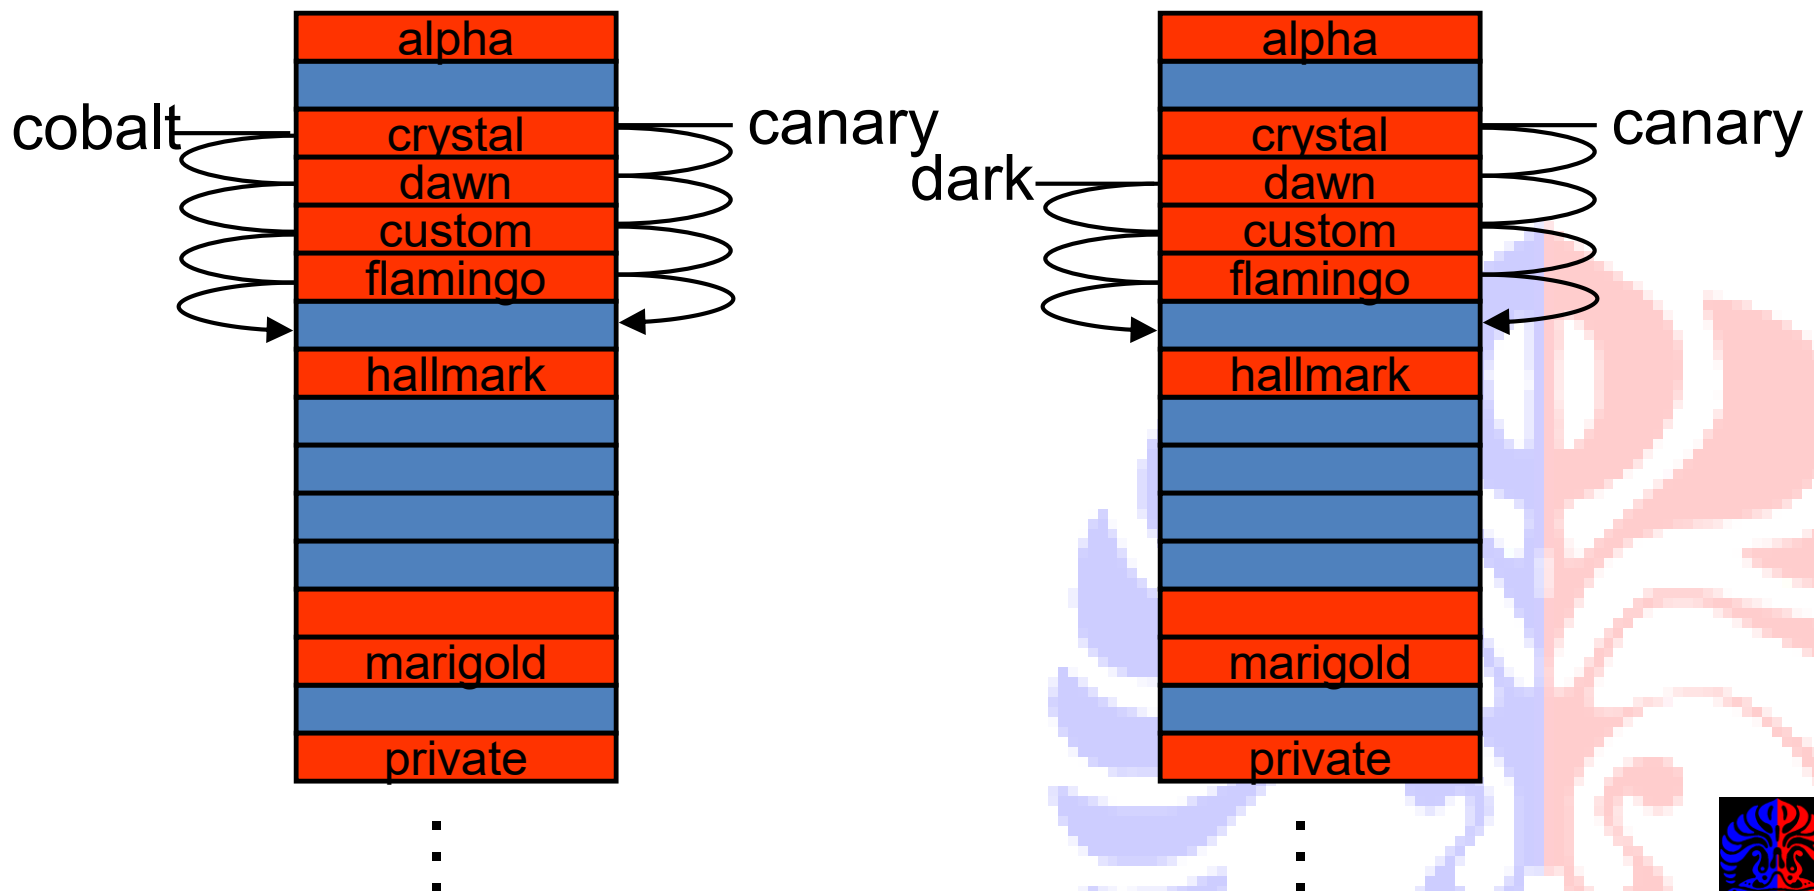 alpha
cobalt
crystal
canary
dawn
custom
flamingo
hallmark
marigold
private
alpha
crystal
canary
dark
dawn
custom
flamingo
hallmark
marigold
private